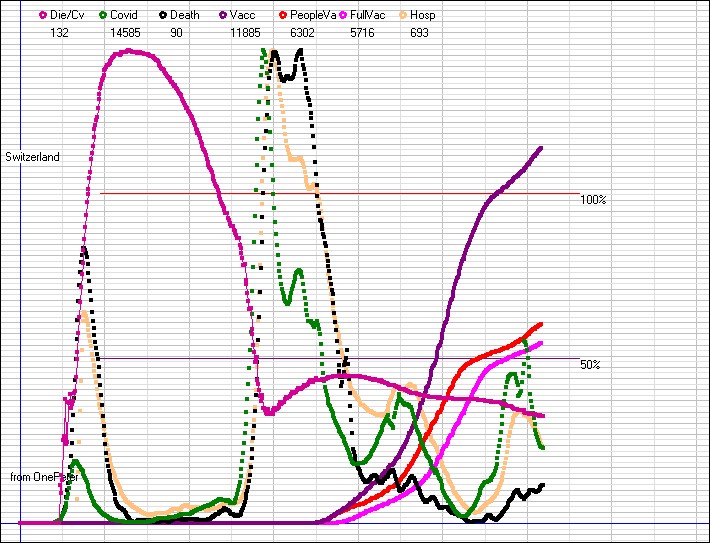 Die/Cv Covid Death Vacc PeopleVa FullVac Hosp
132 14585 90 11885 6302 5716 693
Switzerland
100%
50%
from OnePeter